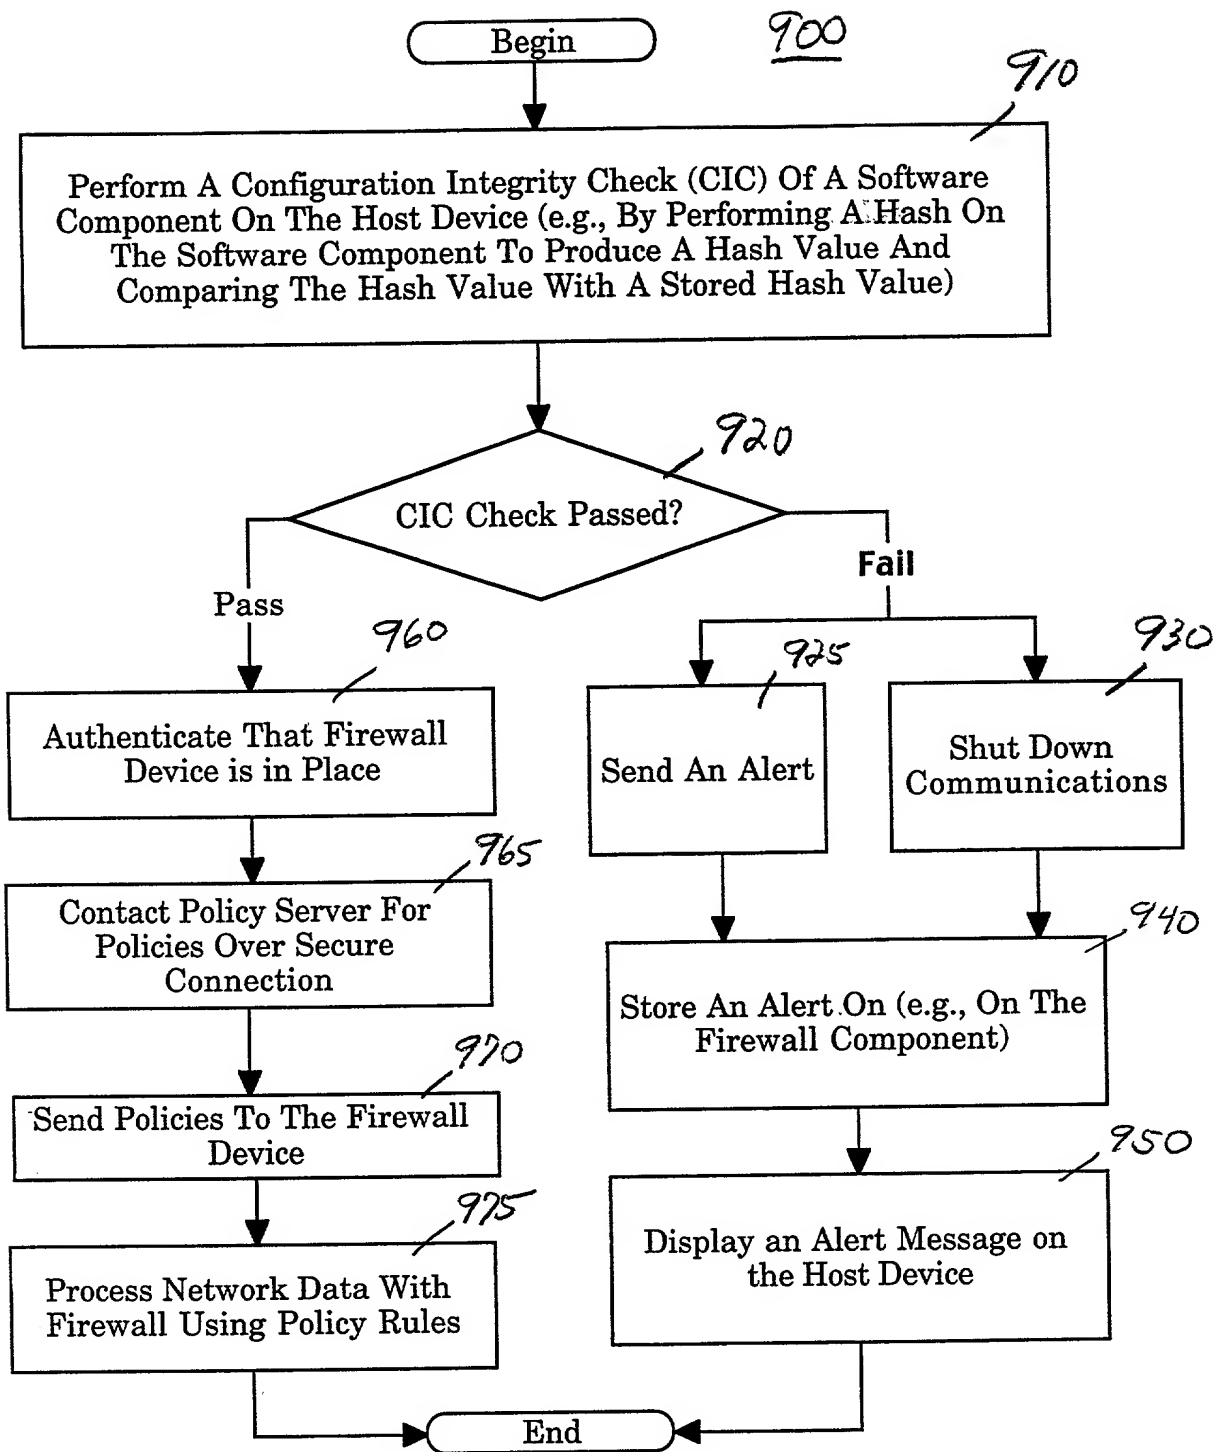 Begin
900
910
Perform A Configuration Integrity Check (CIC) Of A Software
Component On The Host Device (e.g., By Performing A Hash On
The Software Component To Produce A Hash Value And
Comparing The Hash Value With A Stored Hash Value)
920
CIC Check Passed?
Pass
Fail
960
Authenticate That Firewall
Device is in Place
925
Send An Alert
930
Shut Down
Communications
965
Contact Policy Server For
Policies Over Secure
Connection
940
Store An Alert On (e.g., On The
Firewall Component)
970
Send Policies To The Firewall
Device
950
Display an Alert Message on
the Host Device
975
Process Network Data With
Firewall Using Policy Rules
End